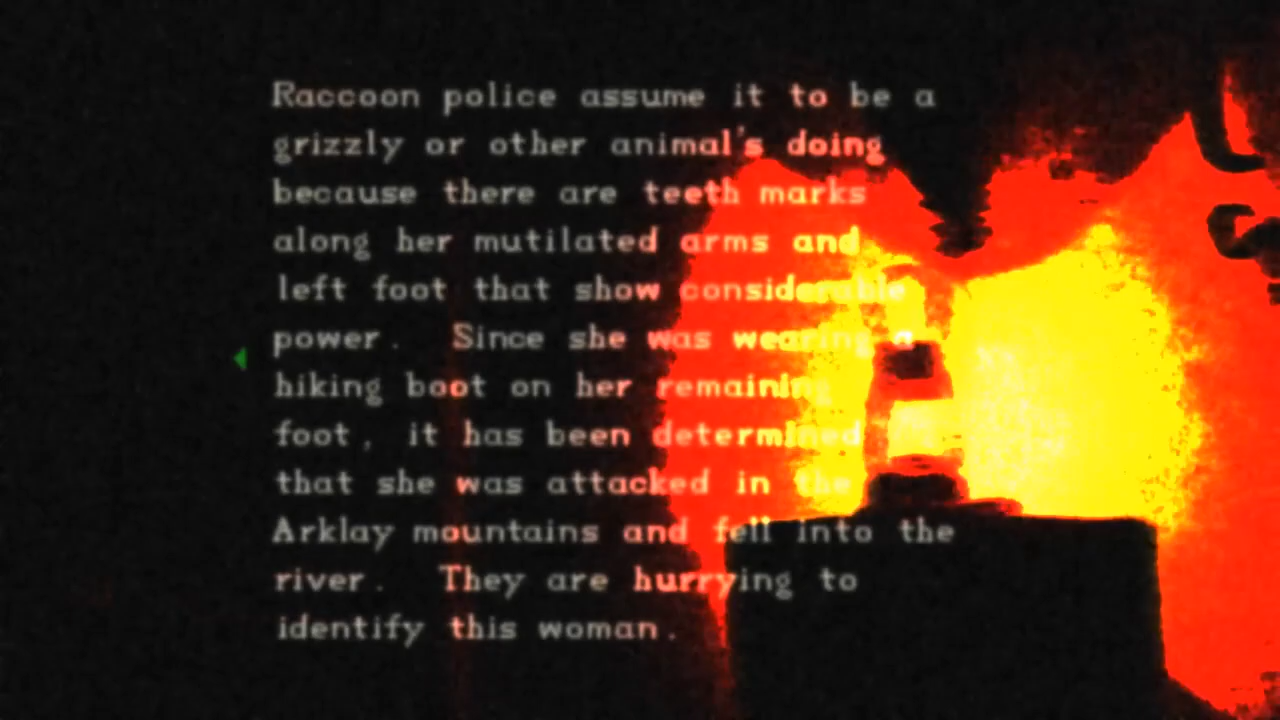 Raccoon police assume it to be a
grizzly or other animal's doing
because there are teeth marks
along her mutilated arms and
left foot that show considerable
power. Since she was wearing a
hiking boot on her remaining
foot, it has been determined
that she was attacked in the
Arklay mountains and fell into the
river. They are hurrying to
identify this woman.